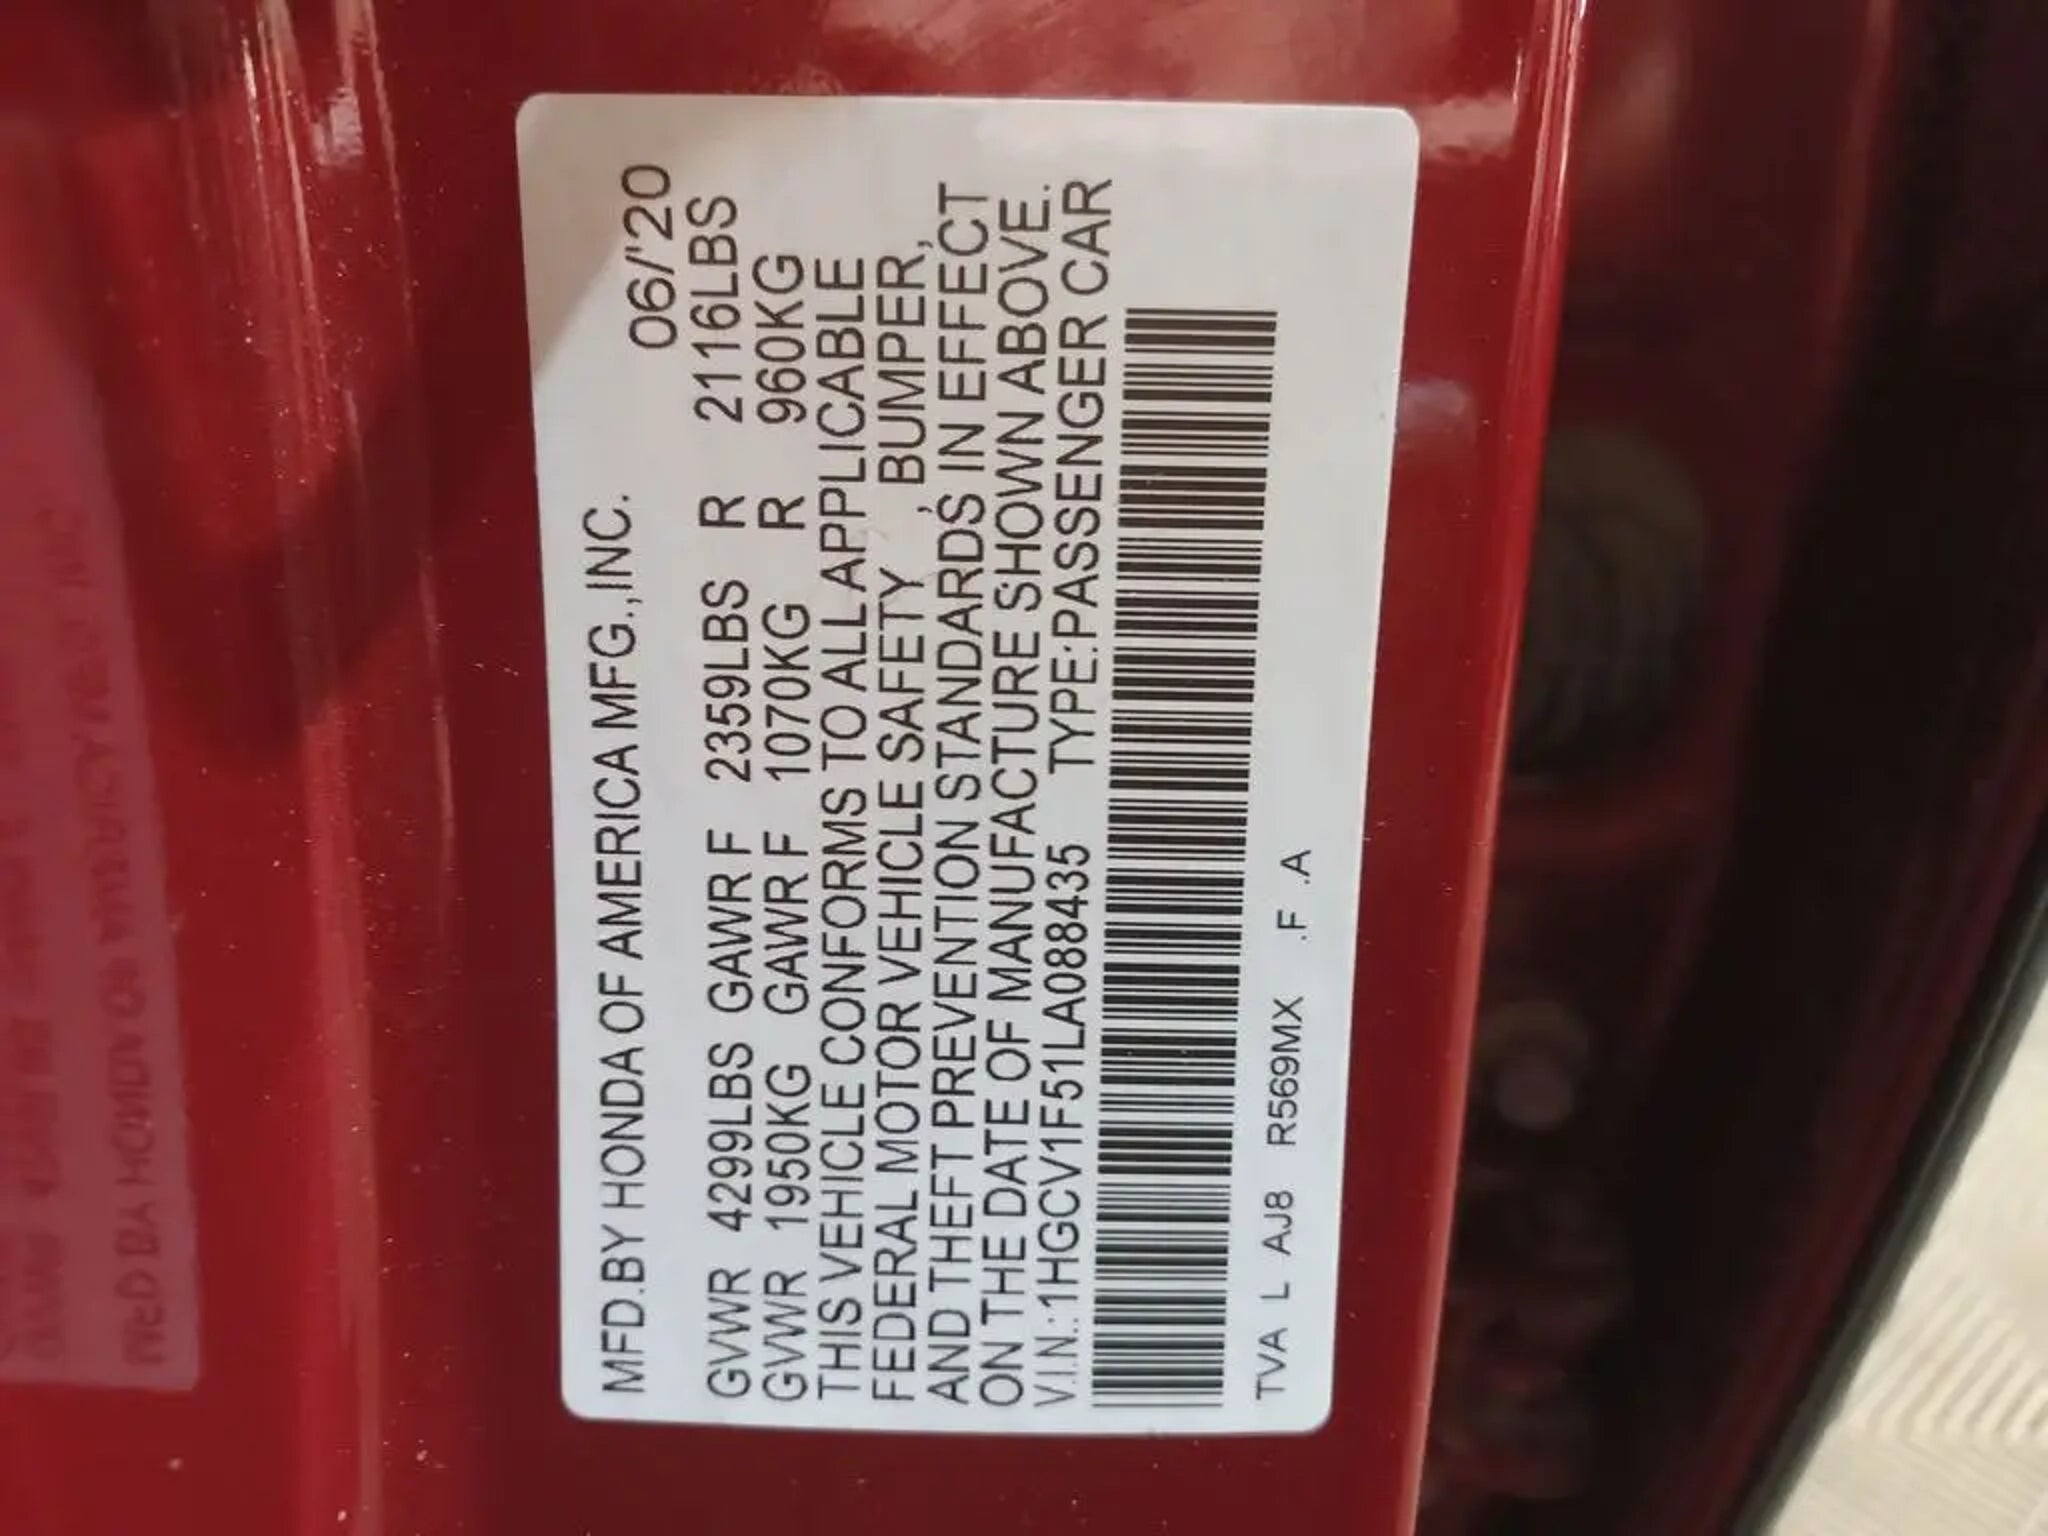 MFD.BY HONDA OF AMERICA MFG.,INC. 06/'20
GVWR 4299LBS GAWR F 2359LBS R 2116LBS
GVWR 1950KG GAWR F 1070KG R 960KG
THIS VEHICLE CONFORMS TO ALL APPLICABLE
FEDERAL MOTOR VEHICLE SAFETY , BUMPER,
AND THEFT PREVENTION STANDARDS IN EFFECT
ON THE DATE OF MANUFACTURE SHOWN ABOVE.
V.I.N.:1HGCV1F51LA088435 TYPE:PASSENGER CAR
TVA L AJ8 R569MX .F .A